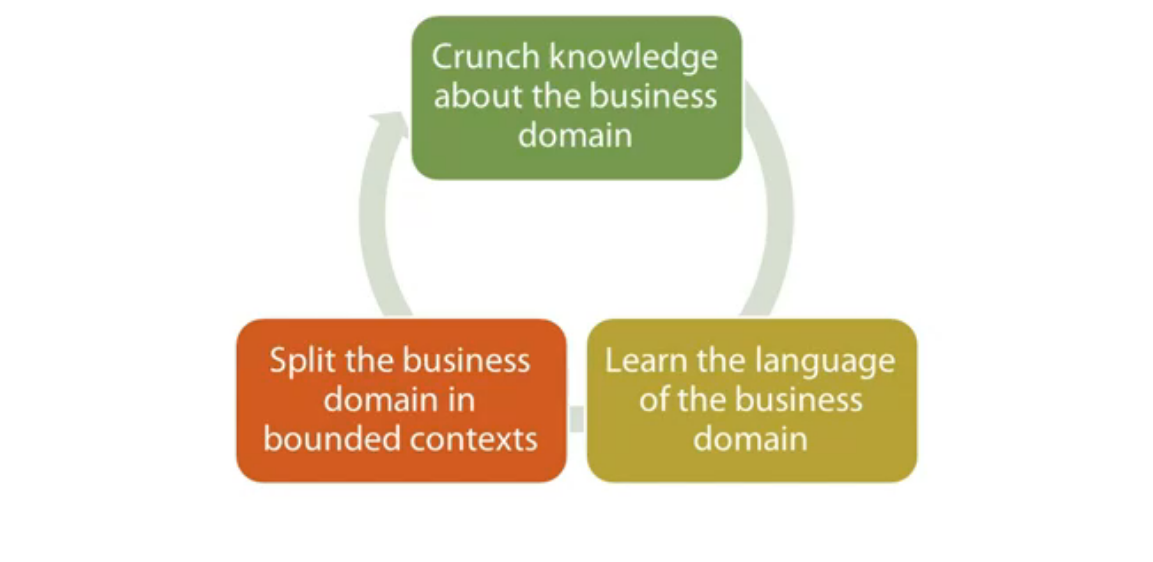 Crunch knowledge
about the business
domain
Split the business
domain in
bounded contexts
Learn the language
of the business
domain